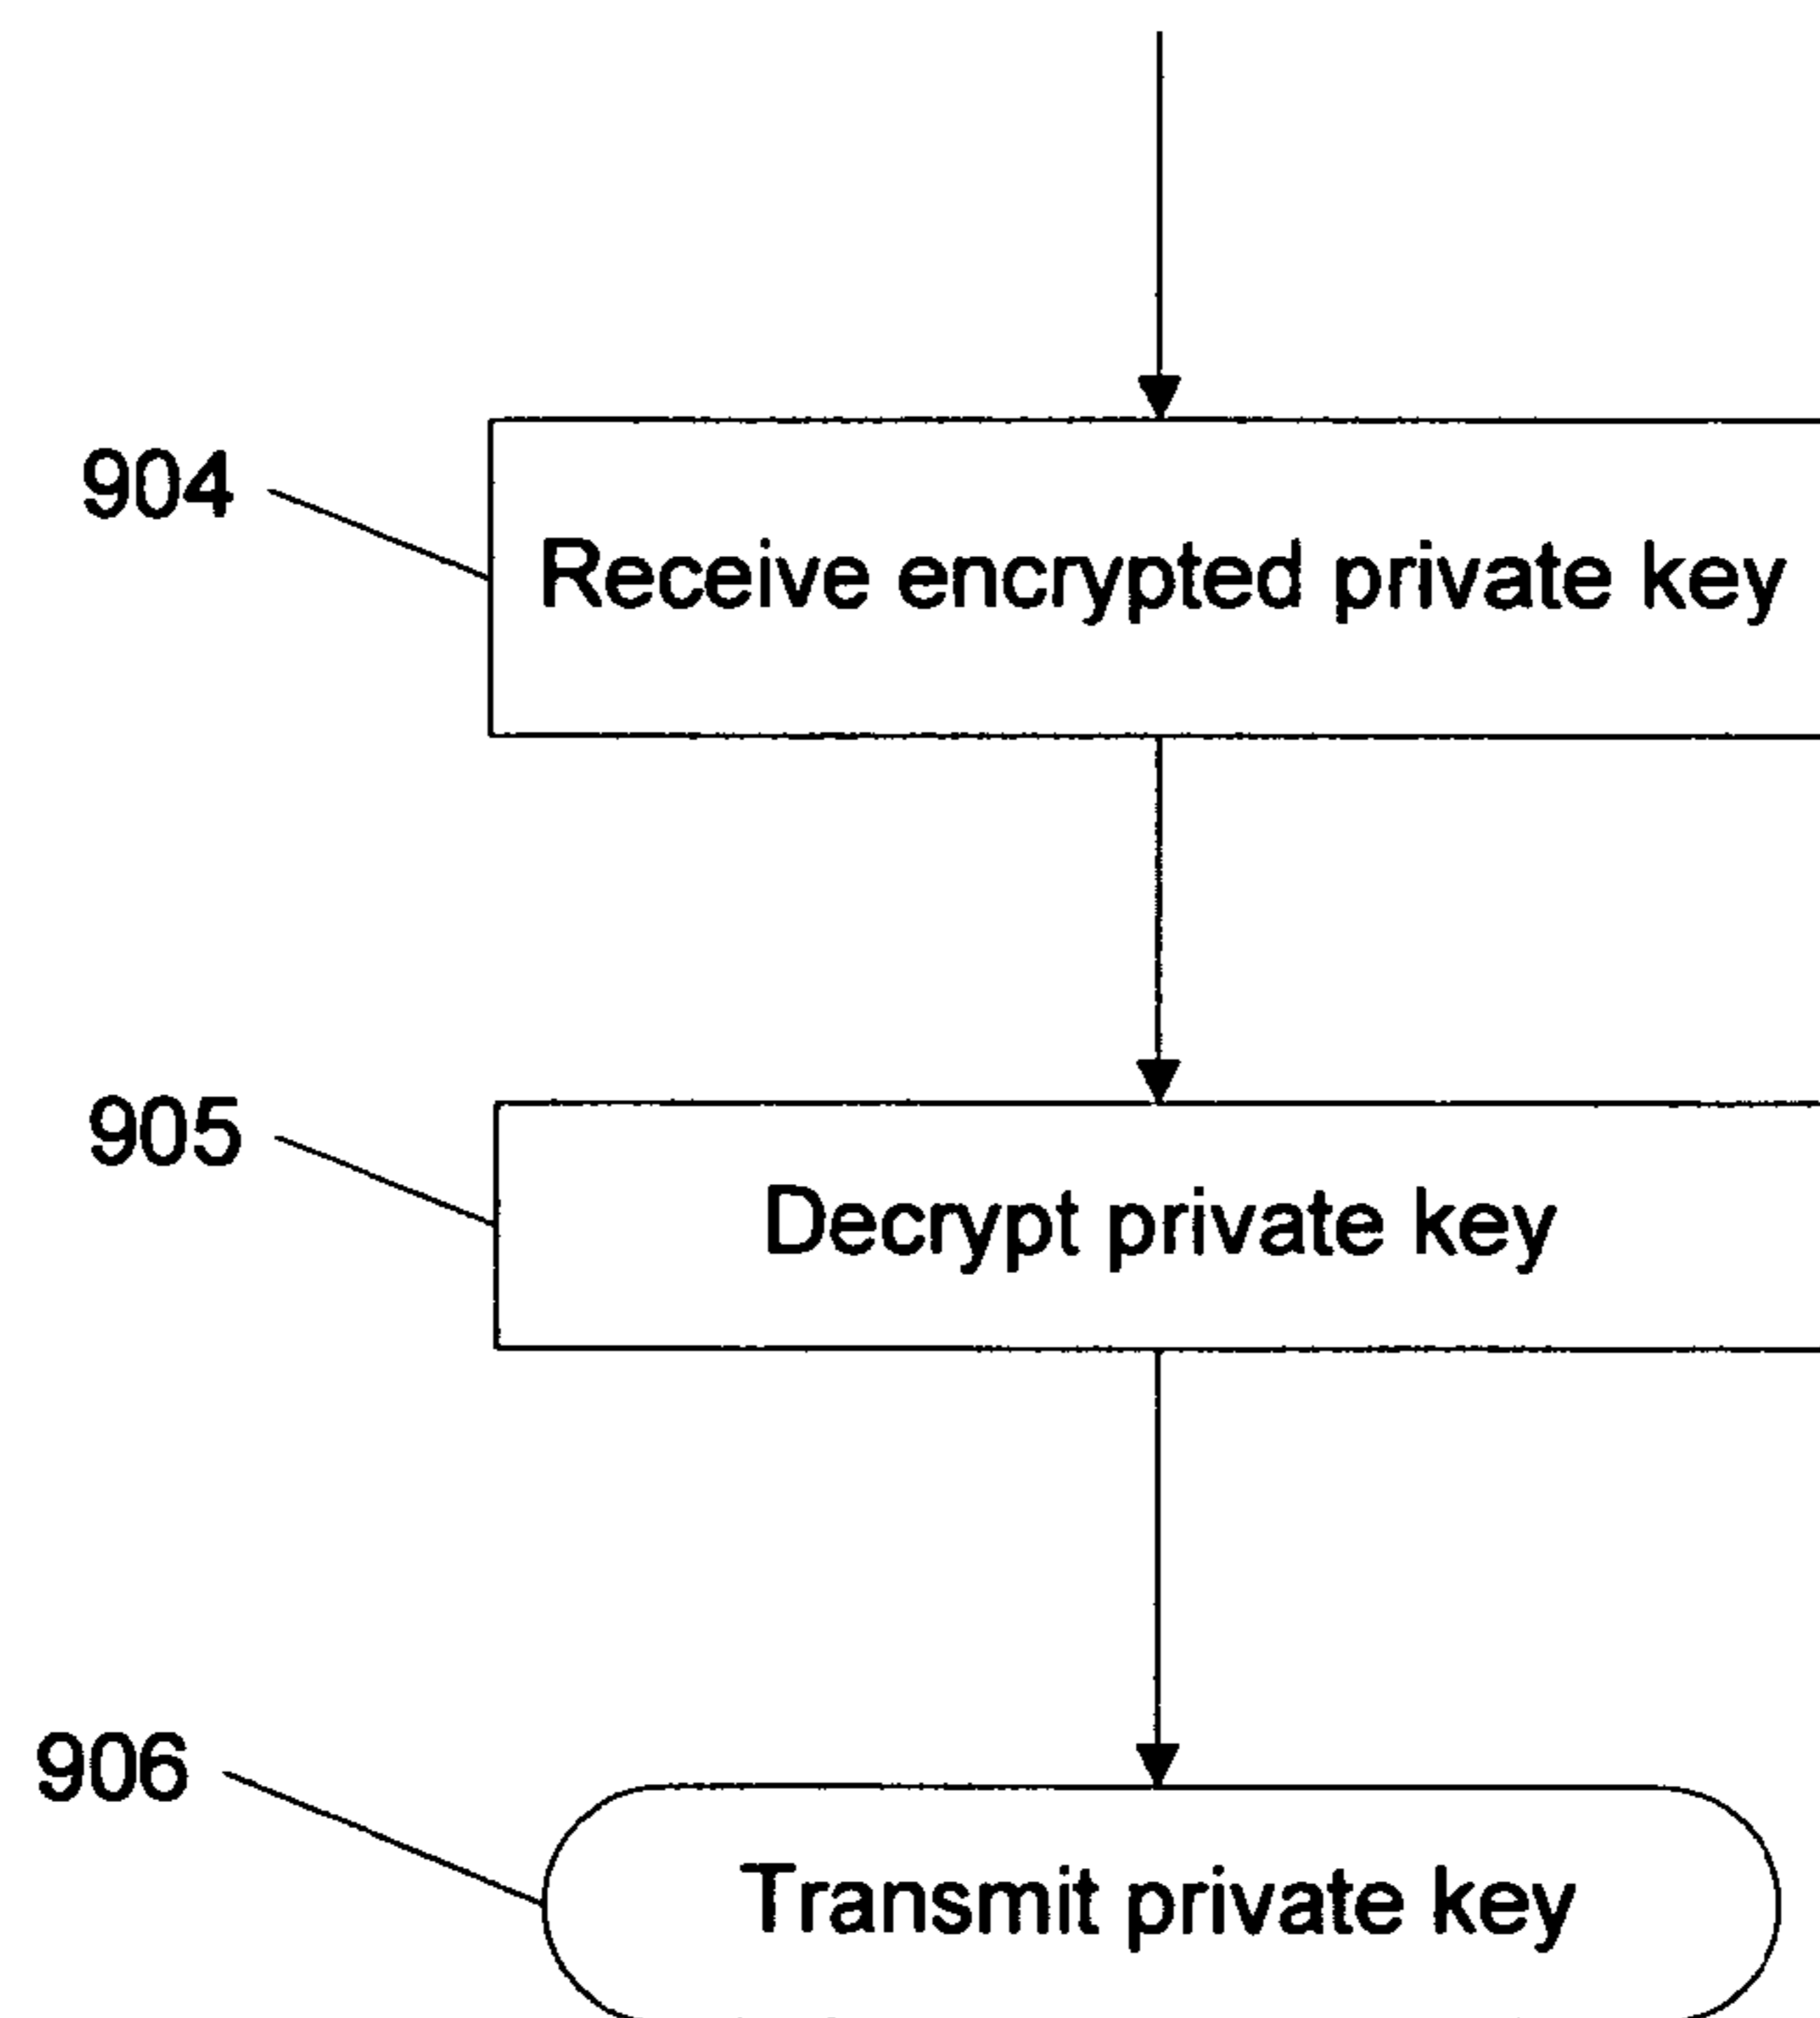 904
Receive encrypted private key
905
Decrypt private key
906
Transmit private key